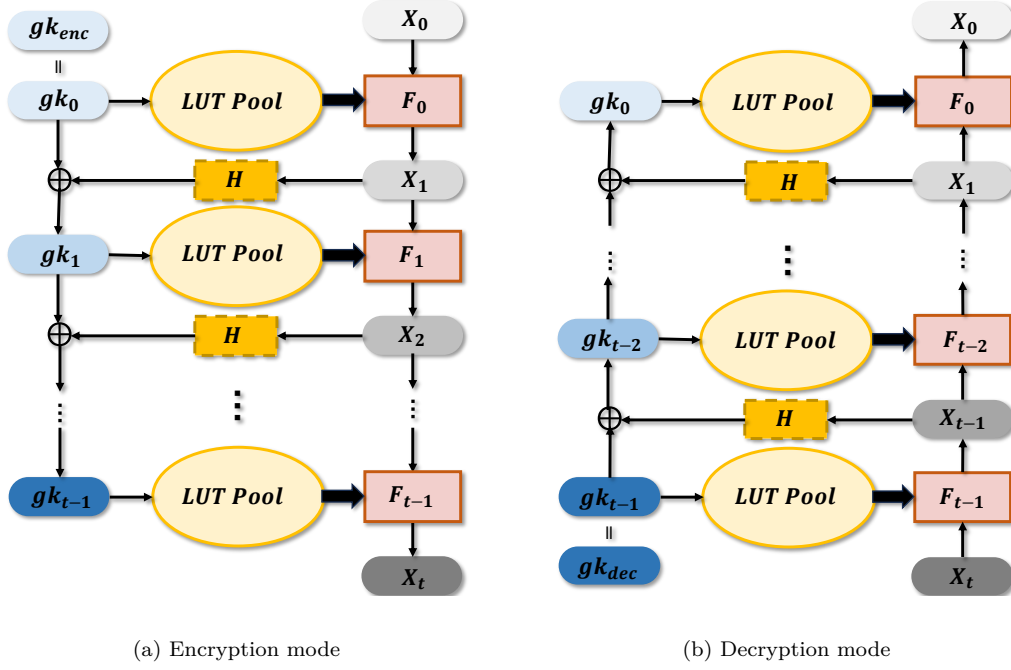 gk_enc
=
gk_0
X_0
LUT Pool
F_0
⊕
H
X_1
gk_1
LUT Pool
F_1
⊕
H
X_2
...
...
...
gk_{t-1}
LUT Pool
F_{t-1}
X_t
(a) Encryption mode
X_0
gk_0
LUT Pool
F_0
⊕
H
X_1
...
...
...
gk_{t-2}
LUT Pool
F_{t-2}
⊕
H
X_{t-1}
gk_{t-1}
LUT Pool
F_{t-1}
=
gk_dec
X_t
(b) Decryption mode